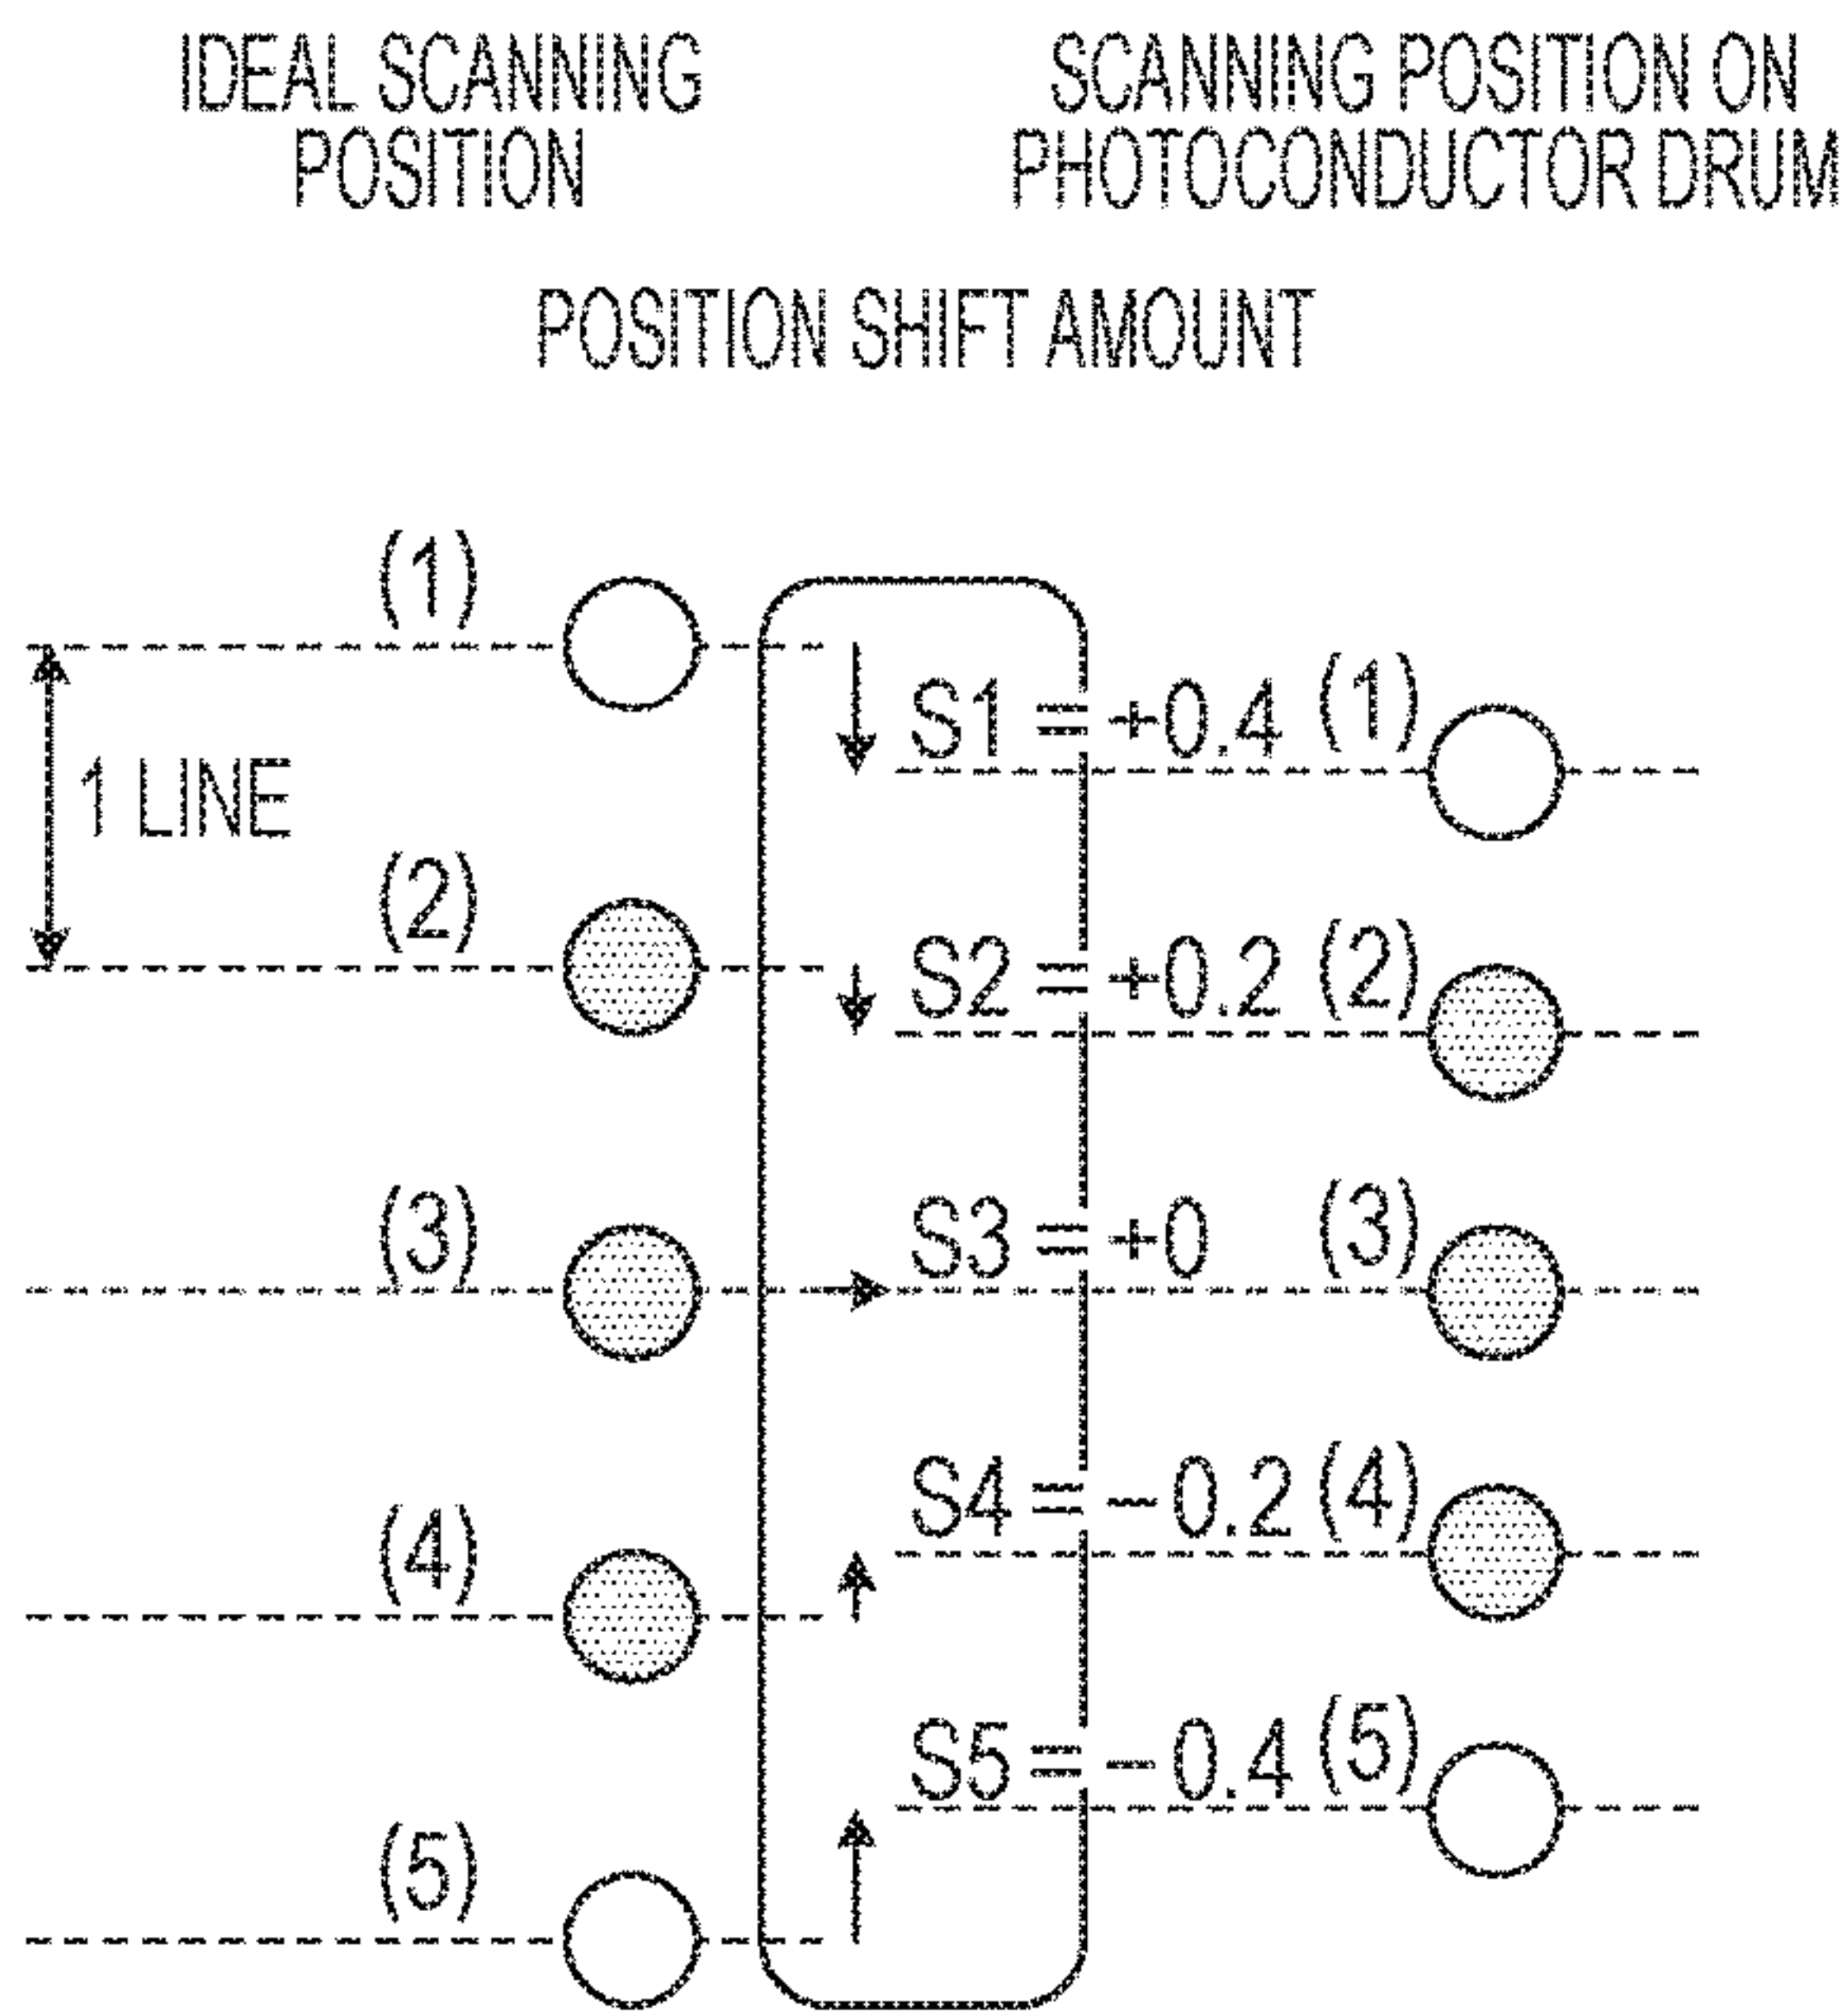 IDEAL SCANNING
POSITION
SCANNING POSITION ON
PHOTOCONDUCTOR DRUM
POSITION SHIFT AMOUNT
(1)
S1 = +0.4 (1)
1 LINE
(2)
S2 = +0.2 (2)
(3)
S3 = +0 (3)
(4)
S4 = -0.2 (4)
(5)
S5 = -0.4 (5)